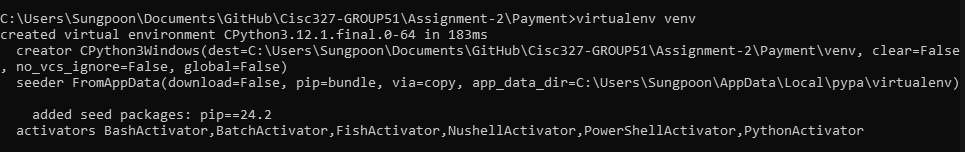 C:\Users\Sungpoon\Documents\GitHub\Cisc327-GROUP51\Assignment-2\Payment>virtualenv venv
created virtual environment CPython3.12.1.final.0-64 in 183ms
  creator CPython3Windows(dest=C:\Users\Sungpoon\Documents\GitHub\Cisc327-GROUP51\Assignment-2\Payment\venv, clear=False
, no_vcs_ignore=False, global=False)
  seeder FromAppData(download=False, pip=bundle, via=copy, app_data_dir=C:\Users\Sungpoon\AppData\Local\pypa\virtualenv)
    added seed packages: pip==24.2
  activators BashActivator,BatchActivator,FishActivator,NushellActivator,PowerShellActivator,PythonActivator